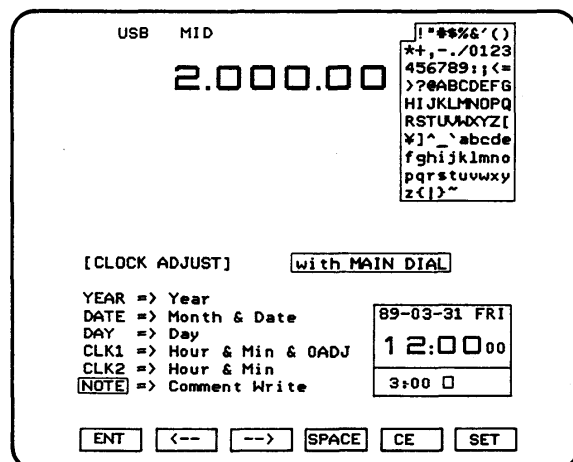 USB MID
2.000.00
!"#$%&'()
*+,-./0123
456789:;<=
>?@ABCDEFG
HIJKLMNOPQ
RSTUVWXYZ[
¥]^_`abcde
fghijklmno
pqrstuvwxy
z{|}~
[CLOCK ADJUST] with MAIN DIAL
YEAR => Year
DATE => Month & Date
DAY => Day
CLK1 => Hour & Min & 0ADJ
CLK2 => Hour & Min
NOTE => Comment Write
89-03-31 FRI
12:00 00
3:00
ENT <-- --> SPACE CE SET